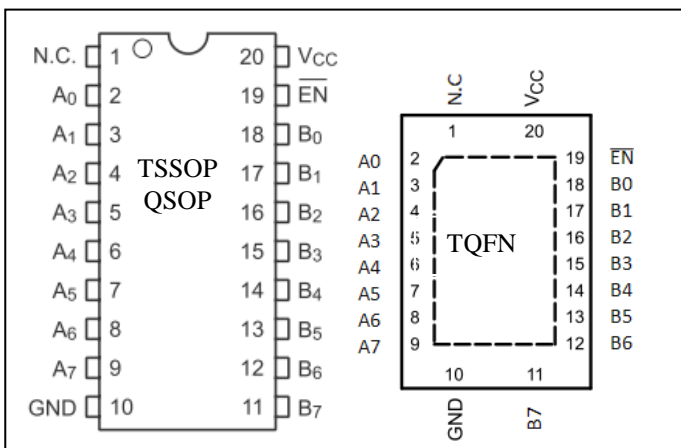 N.C. 1 20 VCC
A0 2 19 EN
A1 3 18 B0
A2 4 17 B1
A3 5 16 B2
A4 6 15 B3
A5 7 14 B4
A6 8 13 B5
A7 9 12 B6
GND 10 11 B7
TSSOP
QSOP
N.C VCC
1 20
A0 2 19 EN
A1 3 18 B0
A2 4 17 B1
A3 5 16 B2
A4 6 15 B3
A5 7 14 B4
A6 8 13 B5
A7 9 12 B6
TQFN
10 11
GND B7